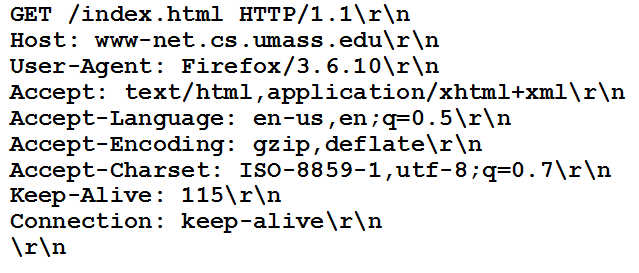 GET /index.html HTTP/1.1\r\n
Host: www-net.cs.umass.edu\r\n
User-Agent: Firefox/3.6.10\r\n
Accept: text/html,application/xhtml+xml\r\n
Accept-Language: en-us,en;q=0.5\r\n
Accept-Encoding: gzip,deflate\r\n
Accept-Charset: ISO-8859-1,utf-8;q=0.7\r\n
Keep-Alive: 115\r\n
Connection: keep-alive\r\n
\r\n